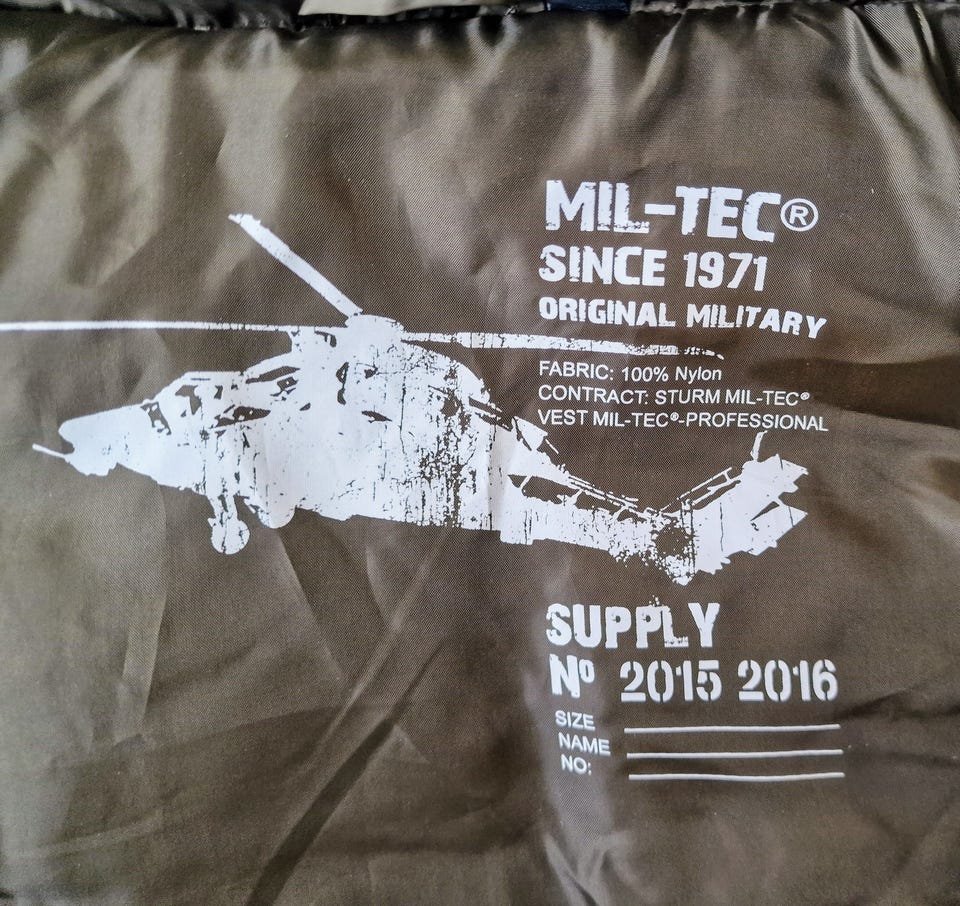 MIL-TEC®
SINCE 1971
ORIGINAL MILITARY
FABRIC: 100% Nylon
CONTRACT: STURM MIL-TEC®
VEST MIL-TEC®-PROFESSIONAL
SUPPLY
Nº 2015 2016
SIZE
NAME
NO: